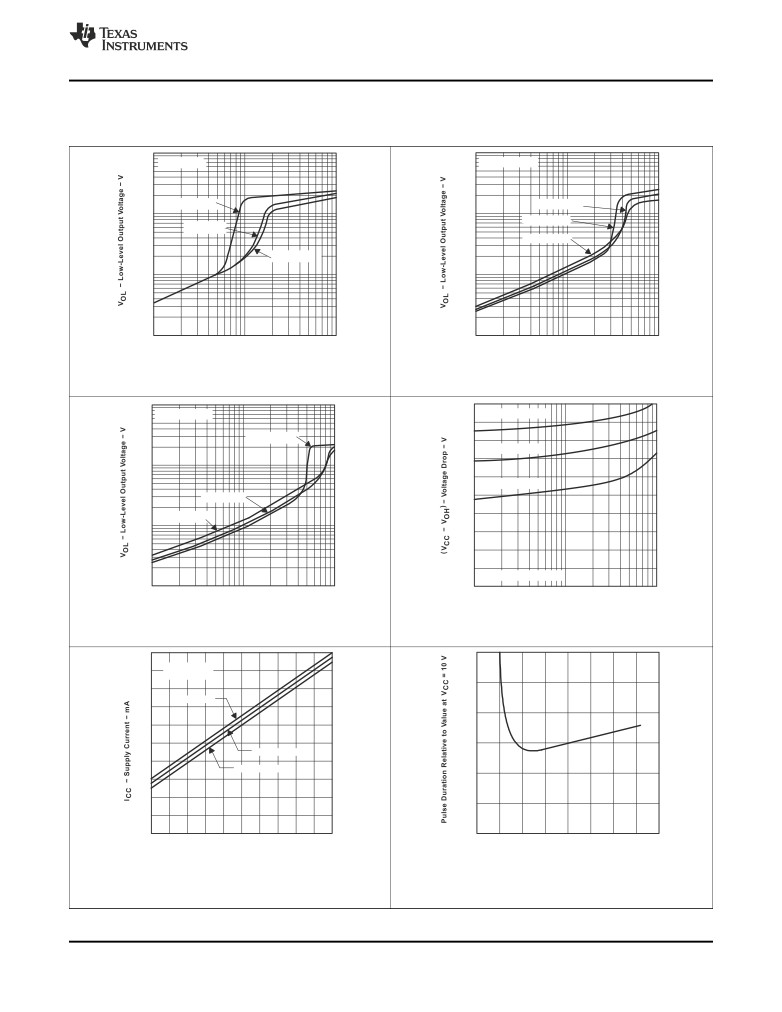 TEXAS
INSTRUMENTS
VOL − Low-Level Output Voltage − V
VOL − Low-Level Output Voltage − V
VOL − Low-Level Output Voltage − V
(VCC − VOH) − Voltage Drop − V
ICC − Supply Current − mA
Pulse Duration Relative to Value at VCC = 10 V